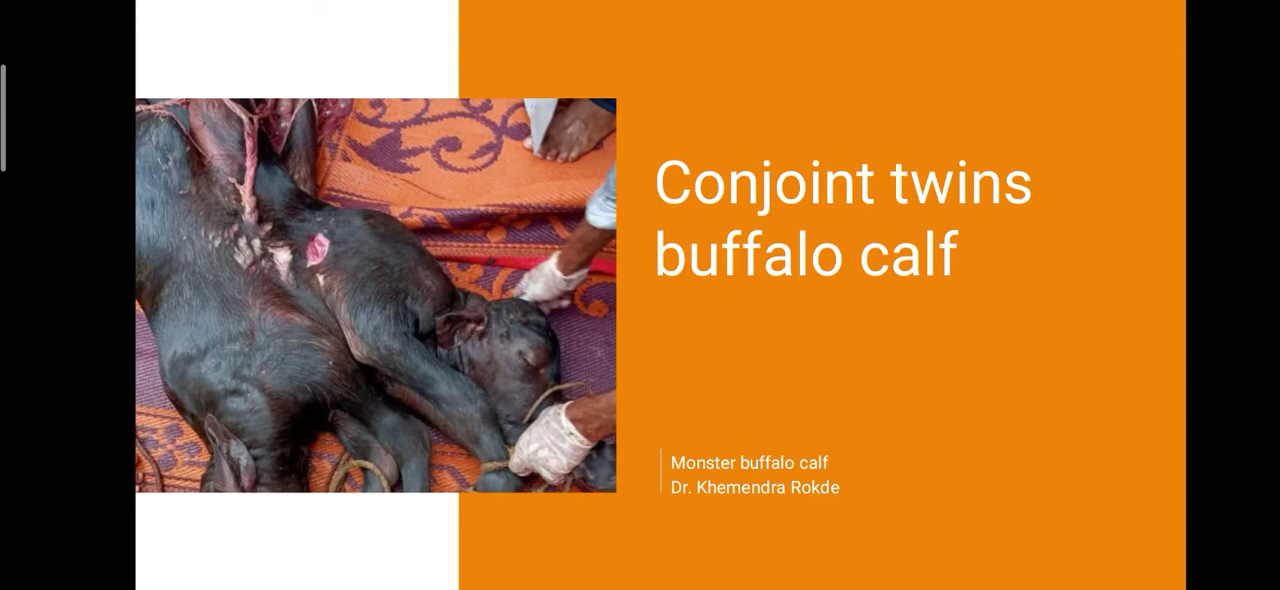 Conjoint twins
buffalo calf
Monster buffalo calf
Dr. Khemendra Rokde